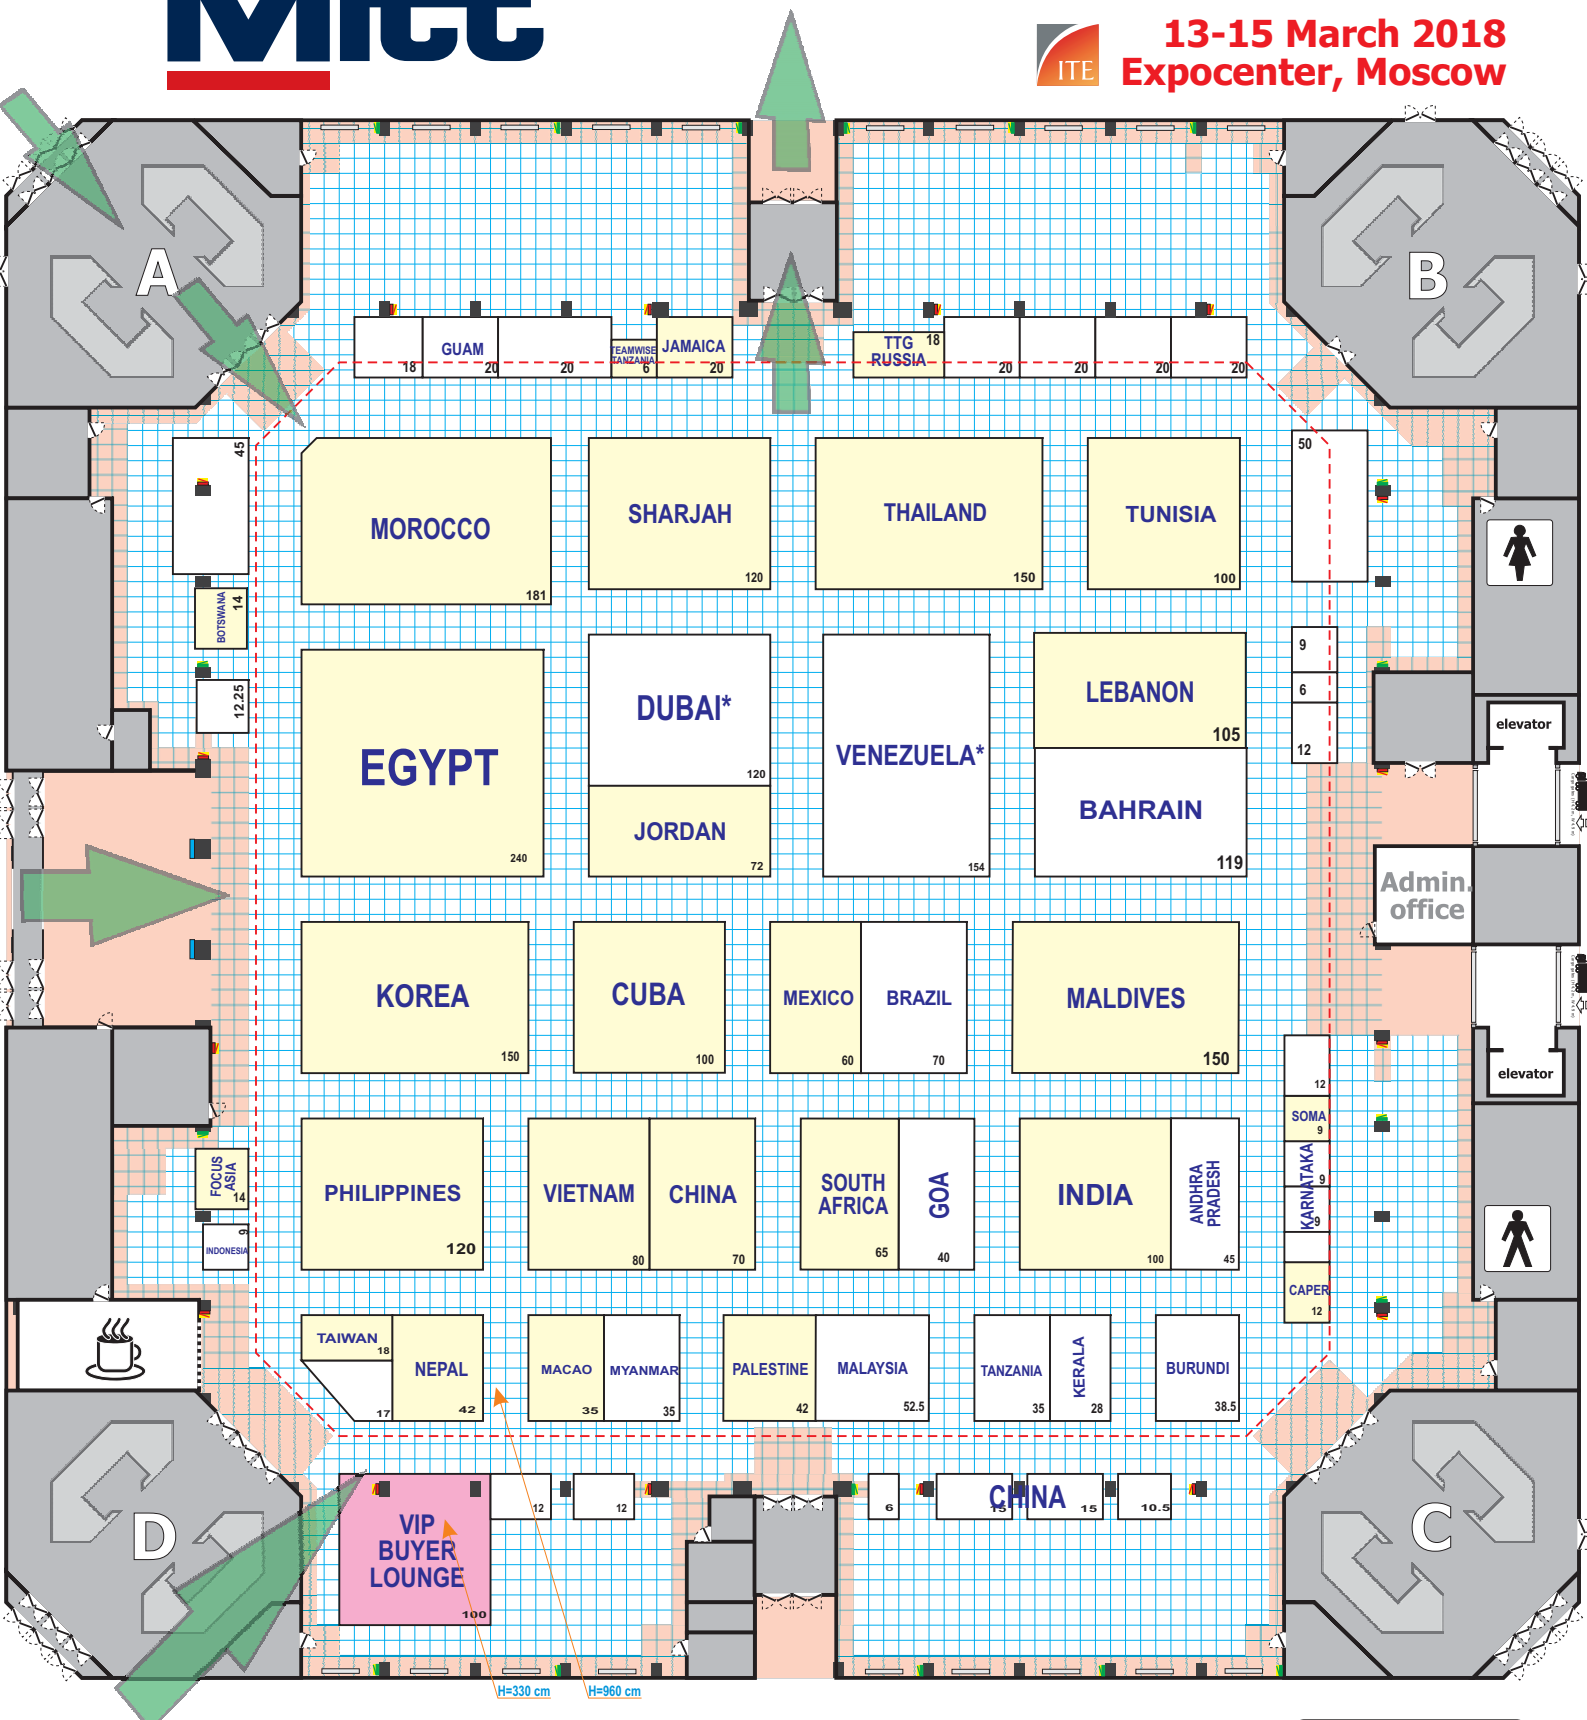 Mitt
ITE
13-15 March 2018
Expocenter, Moscow
A
B
18
GUAM
20
20
TEAMWISE
TANZANIA
6
JAMAICA
20
TTG
RUSSIA
18
20
20
20
20
45
MOROCCO
181
SHARJAH
120
THAILAND
150
TUNISIA
100
50
BOTSWANA
14
12.25
EGYPT
240
DUBAI*
120
JORDAN
72
VENEZUELA*
154
LEBANON
105
BAHRAIN
119
9
6
12
elevator
Admin.
office
elevator
KOREA
150
CUBA
100
MEXICO
60
BRAZIL
70
MALDIVES
150
12
SOMA
9
KARNATAKA
9
9
CAPER
12
FOCUS
ASIA
14
INDONESIA
9
PHILIPPINES
120
VIETNAM
80
CHINA
70
SOUTH
AFRICA
65
GOA
40
INDIA
100
ANDHRA
PRADESH
45
TAIWAN
18
17
NEPAL
42
MACAO
35
MYANMAR
35
PALESTINE
42
MALAYSIA
52.5
TANZANIA
35
KERALA
28
BURUNDI
38.5
D
C
VIP
BUYER
LOUNGE
100
12
12
6
CHINA
15
15
10.5
H=330 cm
H=960 cm